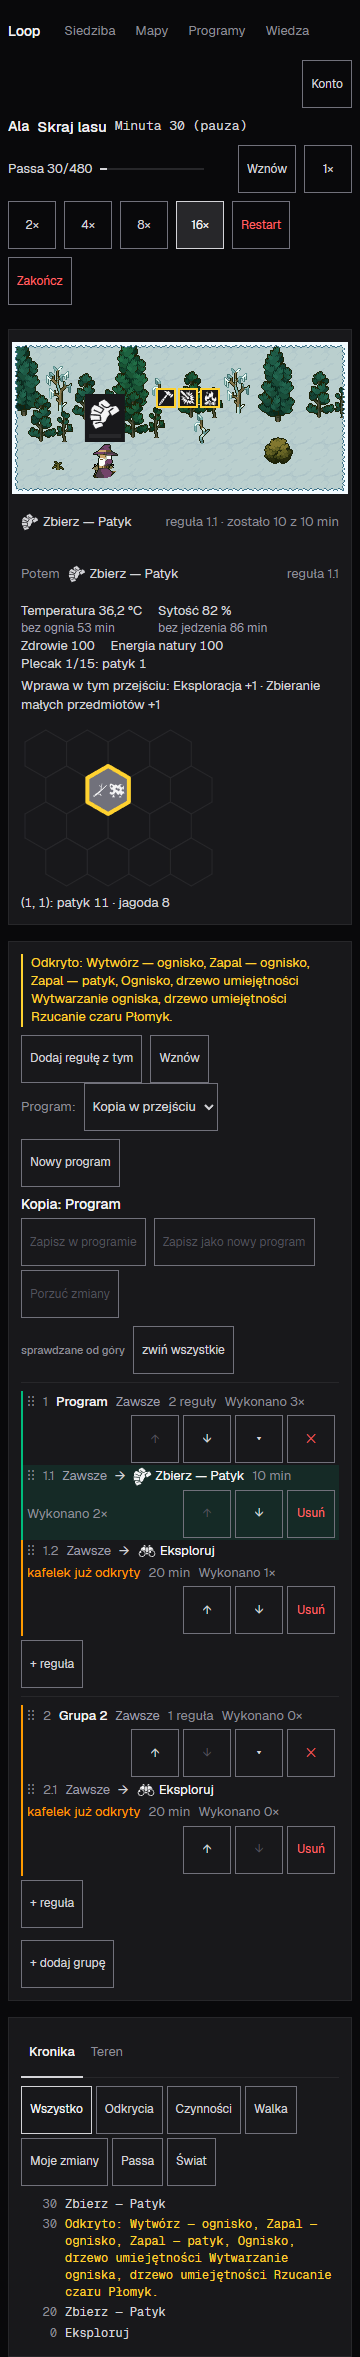 Loop Siedziba Mapy Programy Wiedza
Konto
Ala Skraj lasu Minuta 30 (pauza)
Passa 30/480 Wznów 1×
2× 4× 8× 16× Restart
Zakończ
Zbierz — Patyk reguła 1.1 · zostało 10 z 10 min
Potem Zbierz — Patyk reguła 1.1
Temperatura 36,2 °C Sytość 82 %
bez ognia 53 min bez jedzenia 86 min
Zdrowie 100 Energia natury 100
Plecak 1/15: patyk 1
Wprawa w tym przejściu: Eksploracja +1 · Zbieranie
małych przedmiotów +1
(1, 1): patyk 11 · jagoda 8
Odkryto: Wytwórz — ognisko, Zapal — ognisko,
Zapal — patyk, Ognisko, drzewo umiejętności
Wytwarzanie ogniska, drzewo umiejętności
Rzucanie czaru Płomyk.
Dodaj regułę z tym Wznów
Program: Kopia w przejściu
Nowy program
Kopia: Program
Zapisz w programie Zapisz jako nowy program
Porzuć zmiany
sprawdzane od góry zwiń wszystkie
1 Program Zawsze 2 reguły Wykonano 3×
↑ ↓ ▾ ×
1.1 Zawsze → Zbierz — Patyk 10 min
Wykonano 2× ↑ ↓ Usuń
1.2 Zawsze → Eksploruj
kafelek już odkryty 20 min Wykonano 1×
↑ ↓ Usuń
+ reguła
2 Grupa 2 Zawsze 1 reguła Wykonano 0×
↑ ↓ ▾ ×
2.1 Zawsze → Eksploruj
kafelek już odkryty 20 min Wykonano 0×
↑ ↓ Usuń
+ reguła
+ dodaj grupę
Kronika Teren
Wszystko Odkrycia Czynności Walka
Moje zmiany Passa Świat
30 Zbierz — Patyk
30 Odkryto: Wytwórz — ognisko, Zapal —
ognisko, Zapal — patyk, Ognisko,
drzewo umiejętności Wytwarzanie
ogniska, drzewo umiejętności Rzucanie
czaru Płomyk.
20 Zbierz — Patyk
0 Eksploruj